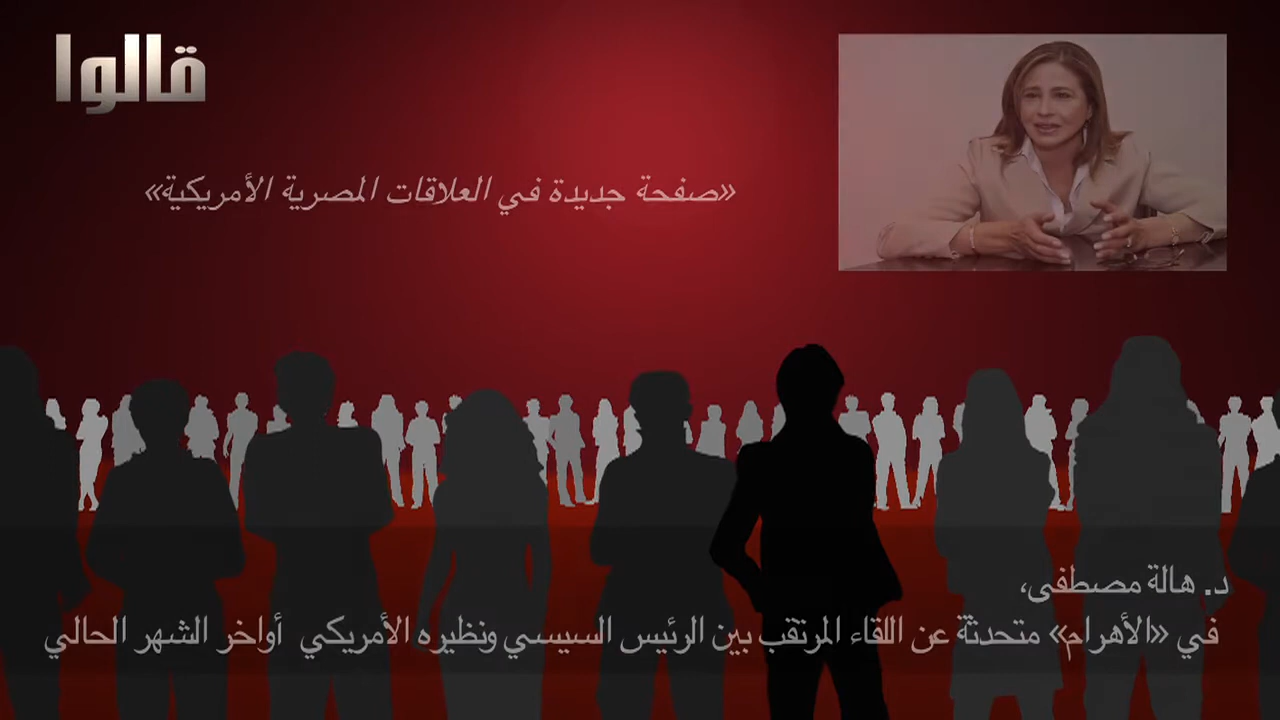 قالوا
«صفحة جديدة في العلاقات المصرية الأمريكية»
د. هالة مصطفى،
في «الأهرام» متحدثة عن اللقاء المرتقب بين الرئيس السيسي ونظيره الأمريكي أواخر الشهر الحالي